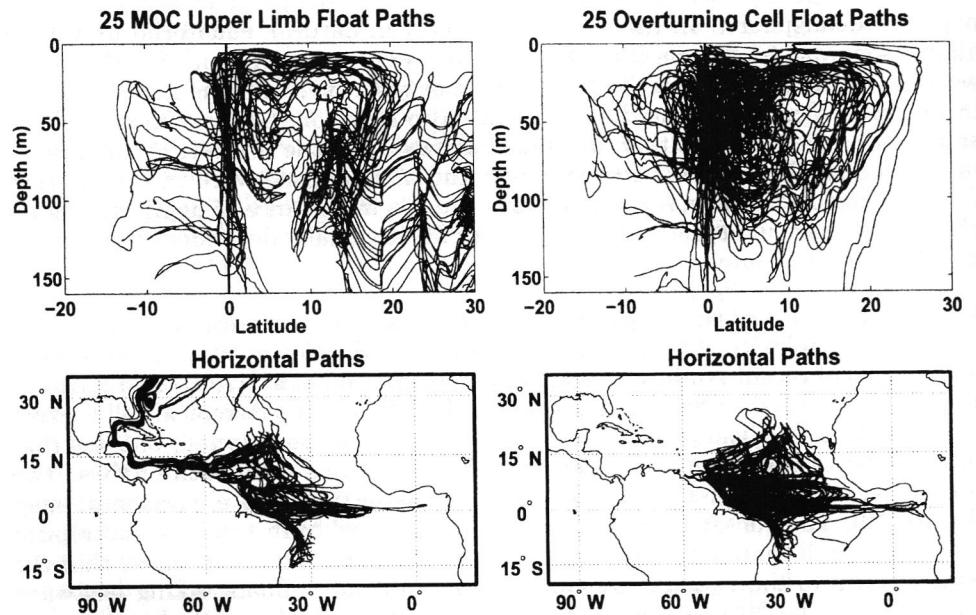 25 MOC Upper Limb Float Paths
0
50
100
150
Depth (m)
−20
−10
0
10
20
30
Latitude
25 Overturning Cell Float Paths
0
50
100
150
Depth (m)
−20
−10
0
10
20
30
Latitude
Horizontal Paths
30° N
15° N
0°
15° S
90° W
60° W
30° W
0°
Horizontal Paths
30° N
15° N
0°
15° S
90° W
60° W
30° W
0°